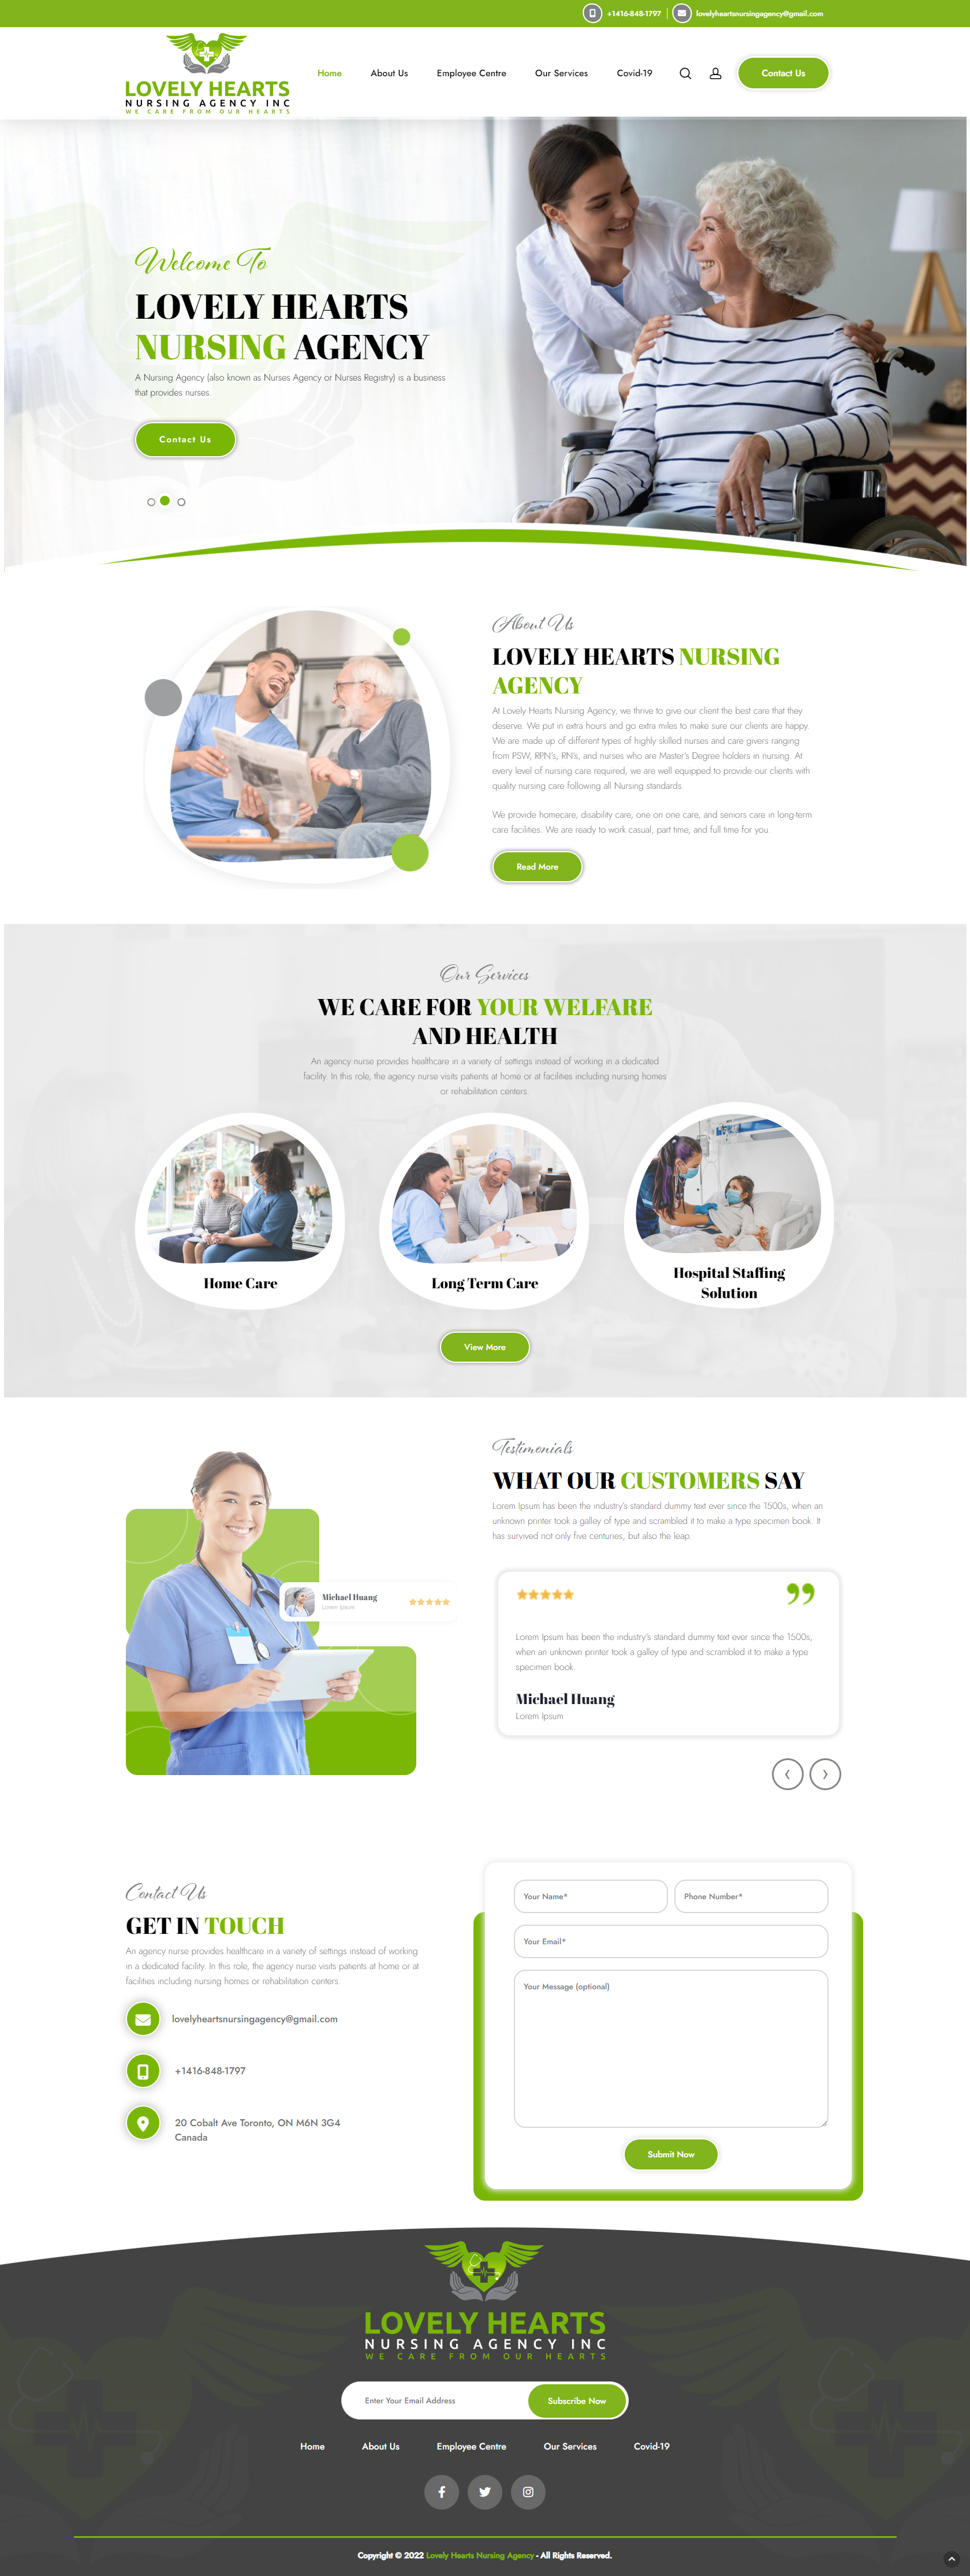 +1416-848-1797
lovelyheartsnursingagency@gmail.com
LOVELY HEARTS
NURSING AGENCY INC
WE CARE FROM OUR HEARTS
Home
About Us
Employee Centre
Our Services
Covid-19
Contact Us
Welcome To
LOVELY HEARTS
NURSING AGENCY
A Nursing Agency (also known as Nurses Agency or Nurses Registry) is a business
that provides nurses.
Contact Us
About Us
LOVELY HEARTS NURSING
AGENCY
At Lovely Hearts Nursing Agency, we thrive to give our client the best care that they
deserve. We put in extra hours and go extra miles to make sure our clients are happy.
We are made up of different types of highly skilled nurses and care givers ranging
from PSW, RPN's, RN's, and nurses who are Master's Degree holders in nursing. At
every level of nursing care required, we are well equipped to provide our clients with
quality nursing care following all Nursing standards.
We provide homecare, disability care, one on one care, and seniors care in long-term
care facilities. We are ready to work casual, part time, and full time for you.
Read More
Our Services
WE CARE FOR YOUR WELFARE
AND HEALTH
An agency nurse provides healthcare in a variety of settings instead of working in a dedicated
facility. In this role, the agency nurse visits patients at home or at facilities including nursing homes
or rehabilitation centers.
Home Care
Long Term Care
Hospital Staffing
Solution
View More
Testimonials
WHAT OUR CUSTOMERS SAY
Lorem Ipsum has been the industry's standard dummy text ever since the 1500s, when an
unknown printer took a galley of type and scrambled it to make a type specimen book. It
has survived not only five centuries, but also the leap.
Michael Huang
Lorem Ipsum
Lorem Ipsum has been the industry's standard dummy text ever since the 1500s,
when an unknown printer took a galley of type and scrambled it to make a type
specimen book.
Michael Huang
Lorem Ipsum
Contact Us
GET IN TOUCH
An agency nurse provides healthcare in a variety of settings instead of working
in a dedicated facility. In this role, the agency nurse visits patients at home or at
facilities including nursing homes or rehabilitation centers.
lovelyheartsnursingagency@gmail.com
+1416-848-1797
20 Cobalt Ave Toronto, ON M6N 3G4
Canada
Your Name*
Phone Number*
Your Email*
Your Message (optional)
Submit Now
LOVELY HEARTS
NURSING AGENCY INC
WE CARE FROM OUR HEARTS
Enter Your Email Address
Subscribe Now
Home
About Us
Employee Centre
Our Services
Covid-19
Copyright © 2022 Lovely Hearts Nursing Agency - All Rights Reserved.